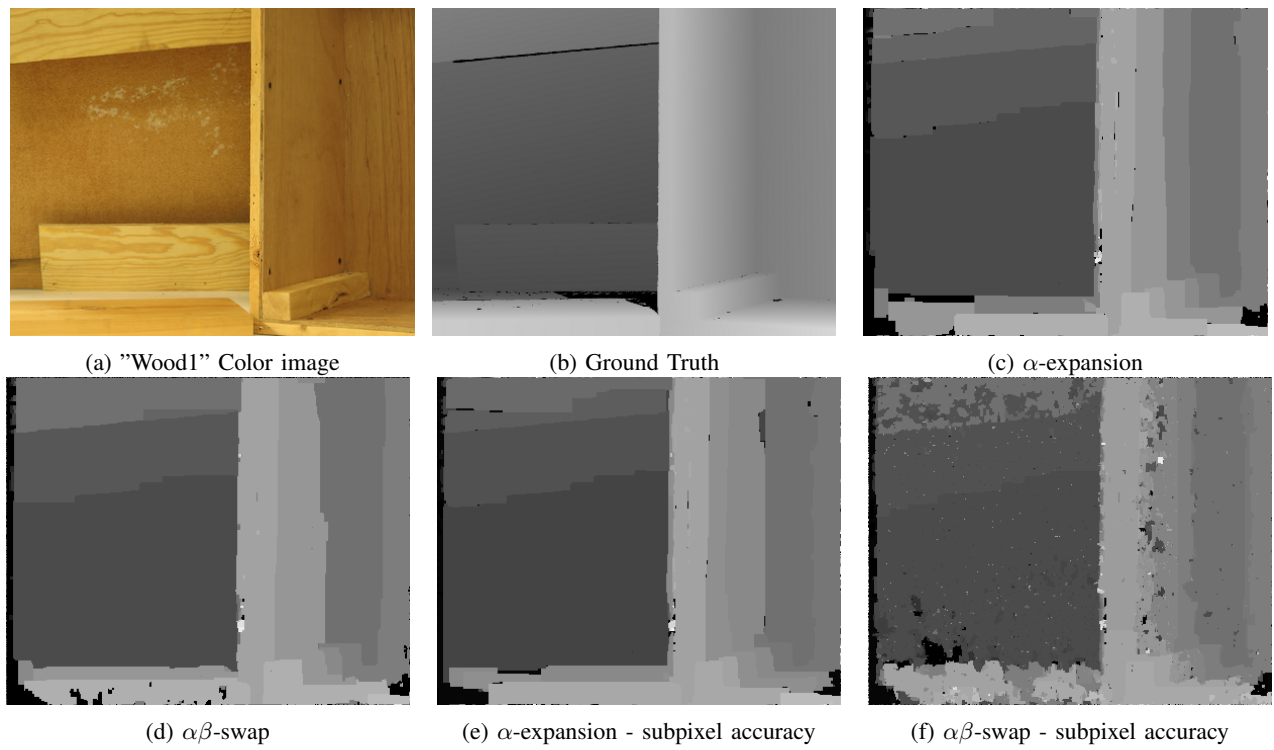 (a) ”Wood1” Color image
(b) Ground Truth
(c) α-expansion
(d) αβ-swap
(e) α-expansion - subpixel accuracy
(f) αβ-swap - subpixel accuracy